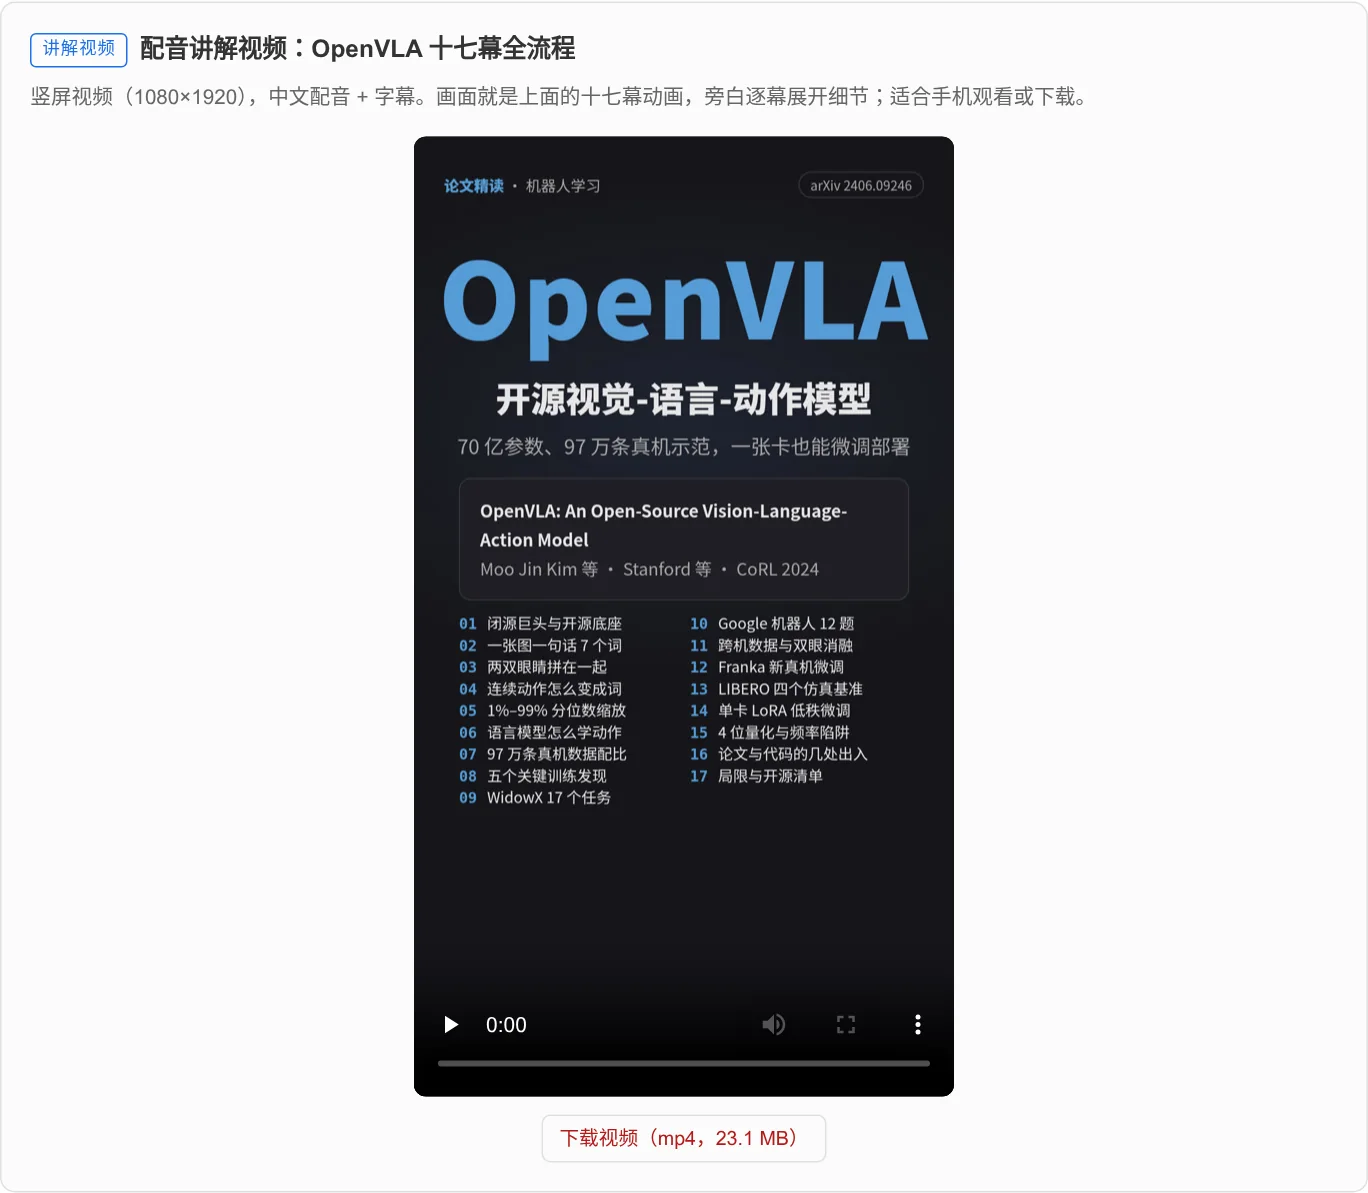 讲解视频 配音讲解视频：OpenVLA 十七幕全流程
竖屏视频（1080×1920），中文配音 + 字幕。画面就是上面的十七幕动画，旁白逐幕展开细节；适合手机观看或下载。
论文精读 · 机器人学习 arXiv 2406.09246
OpenVLA
开源视觉-语言-动作模型
70 亿参数、97 万条真机示范，一张卡也能微调部署
OpenVLA: An Open-Source Vision-Language-
Action Model
Moo Jin Kim 等 · Stanford 等 · CoRL 2024
01 闭源巨头与开源底座
02 一张图一句话 7 个词
03 两双眼睛拼在一起
04 连续动作怎么变成词
05 1%–99% 分位数缩放
06 语言模型怎么学动作
07 97 万条真机数据配比
08 五个关键训练发现
09 WidowX 17 个任务
10 Google 机器人 12 题
11 跨机数据与双眼消融
12 Franka 新真机微调
13 LIBERO 四个仿真基准
14 单卡 LoRA 低秩微调
15 4 位量化与频率陷阱
16 论文与代码的几处出入
17 局限与开源清单
0:00
下载视频（mp4，23.1 MB）